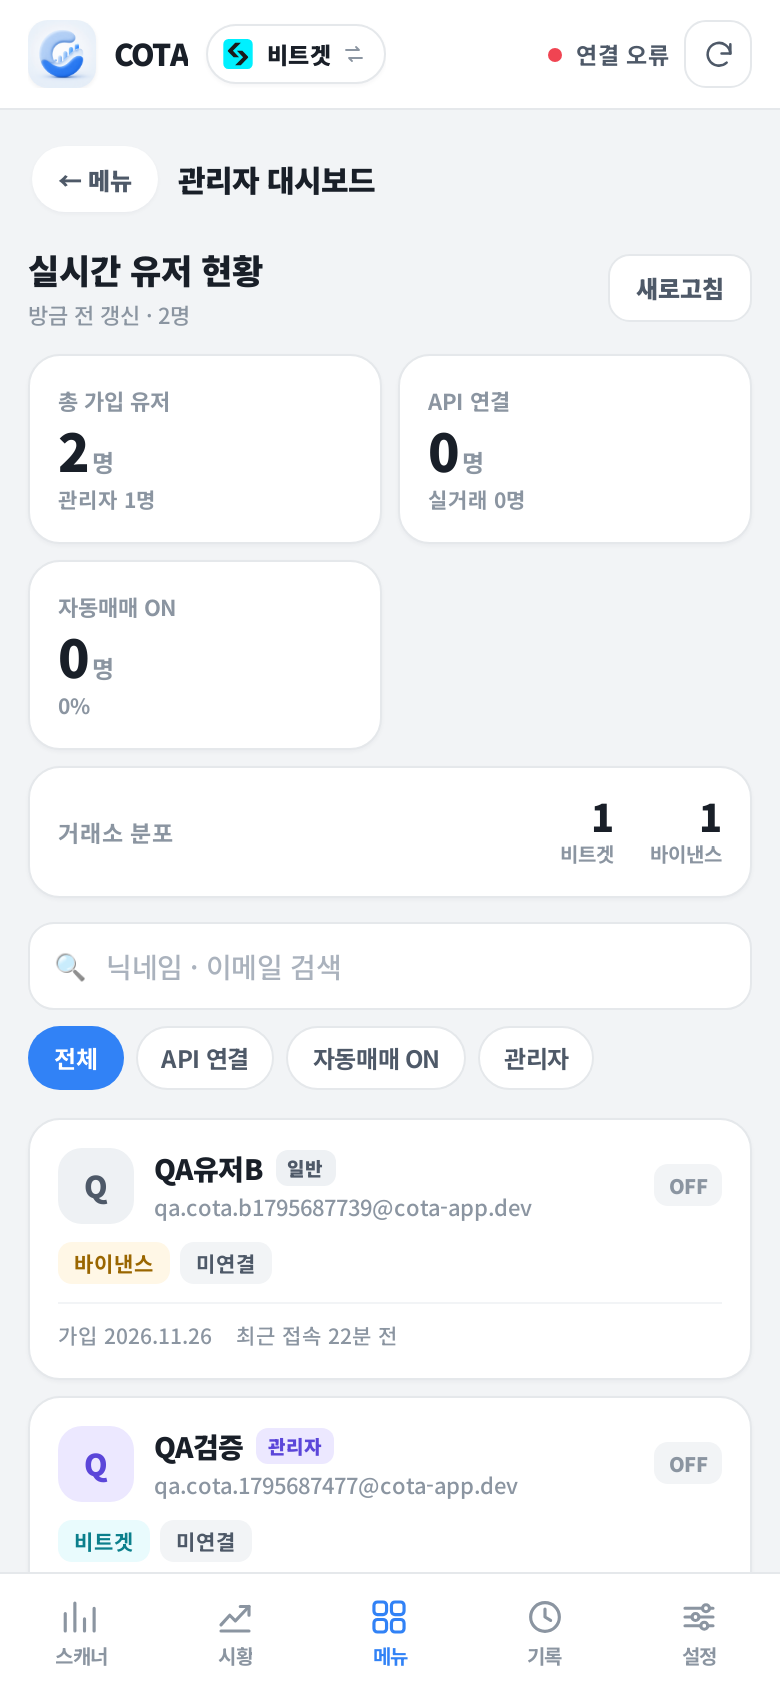 COTA
비트겟
연결 오류
← 메뉴
관리자 대시보드
실시간 유저 현황
방금 전 갱신 · 2명
새로고침
총 가입 유저
2명
관리자 1명
API 연결
0명
실거래 0명
자동매매 ON
0명
0%
거래소 분포
1
비트겟
1
바이낸스
닉네임 · 이메일 검색
전체
API 연결
자동매매 ON
관리자
Q
QA유저B
일반
qa.cota.b1795687739@cota-app.dev
OFF
바이낸스
미연결
가입 2026.11.26
최근 접속 22분 전
Q
QA검증
관리자
qa.cota.1795687477@cota-app.dev
OFF
비트겟
미연결
스캐너
시황
메뉴
기록
설정